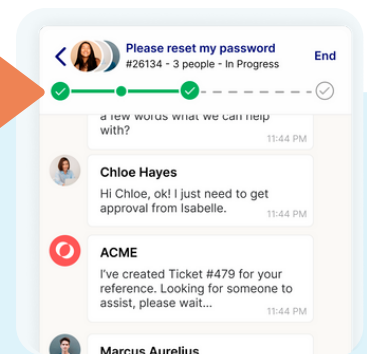 Please reset my password
#26134 - 3 people - In Progress
End
a few words what we can help
with?
11:44 PM
Chloe Hayes
Hi Chloe, ok! I just need to get
approval from Isabelle.
11:44 PM
ACME
I've created Ticket #479 for your
reference. Looking for someone to
assist, please wait...
11:44 PM
Marcus Aurelius